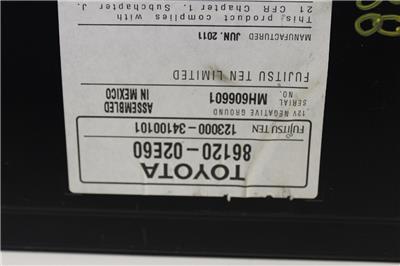 TOYOTA
86120-02E60
FUJITSU TEN 123000-34100101
12V NEGATIVE GROUND
SERIAL NO. MH606601 ASSEMBLED IN MEXICO
FUJITSU TEN LIMITED
MANUFACTURED JUN. 2011
This product complies with
21 CFR Chapter 1, Subchapter J.